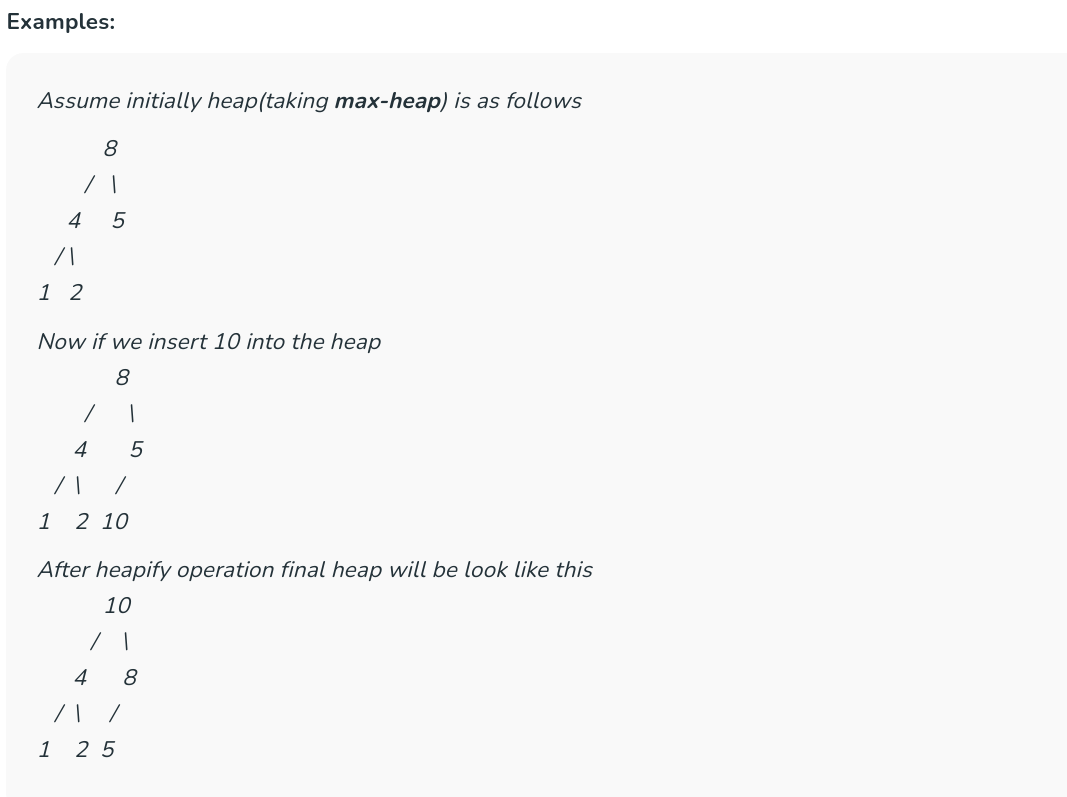 Examples:
Assume initially heap(taking max-heap) is as follows
8
/ \
4 5
/ \
1 2
Now if we insert 10 into the heap
8
/ \
4 5
/ \ /
1 2 10
After heapify operation final heap will be look like this
10
/ \
4 8
/ \ /
1 2 5